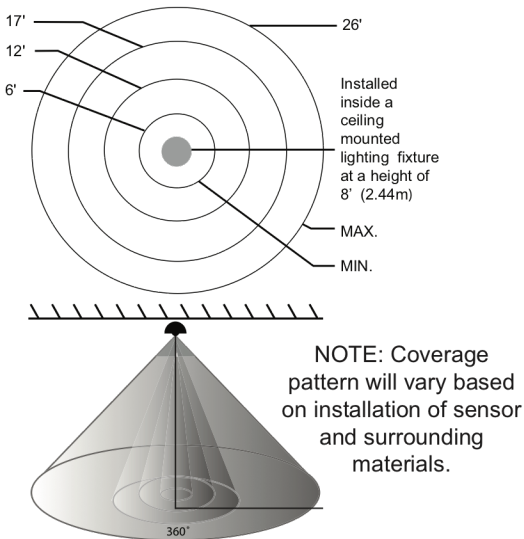 17'
12'
6'
26'
Installed
inside a
ceiling
mounted
lighting fixture
at a height of
8' (2.44m)
MAX.
MIN.
NOTE: Coverage
pattern will vary based
on installation of sensor
and surrounding
materials.
360°